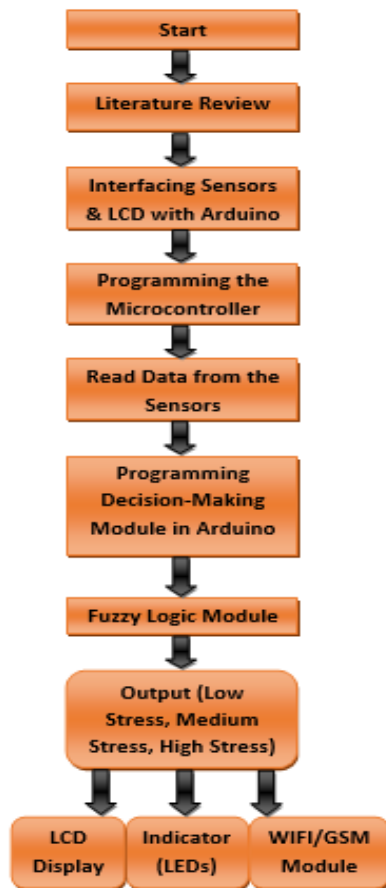 Start
Literature Review
Interfacing Sensors
& LCD with Arduino
Programming the
Microcontroller
Read Data from the
Sensors
Programming
Decision-Making
Module in Arduino
Fuzzy Logic Module
Output (Low
Stress, Medium
Stress, High Stress)
LCD
Display
Indicator
(LEDs)
WIFI/GSM
Module